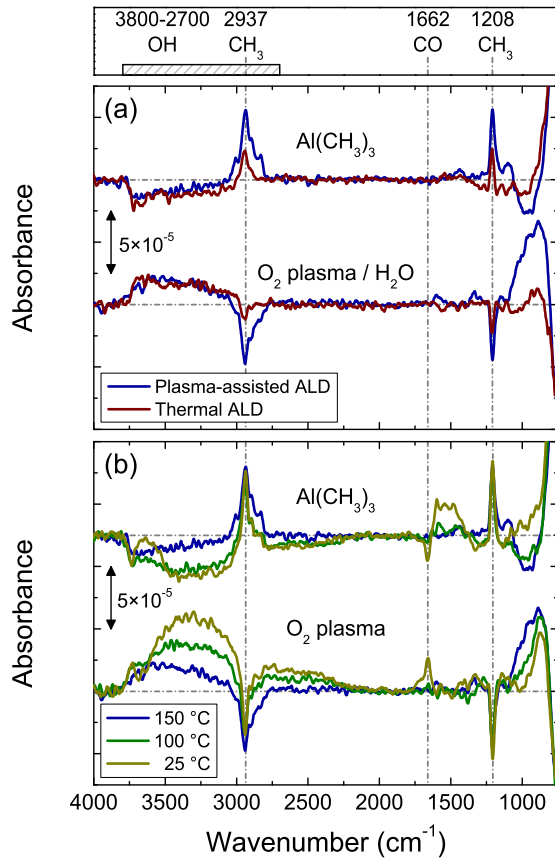 3800-2700 2937 1662 1208
OH CH₃ CO CH₃
(a)
Al(CH₃)₃
5×10⁻⁵
O₂ plasma / H₂O
Absorbance
Plasma-assisted ALD
Thermal ALD
(b)
Al(CH₃)₃
5×10⁻⁵
O₂ plasma
Absorbance
150 °C
100 °C
25 °C
4000 3500 3000 2500 2000 1500 1000
Wavenumber (cm⁻¹)